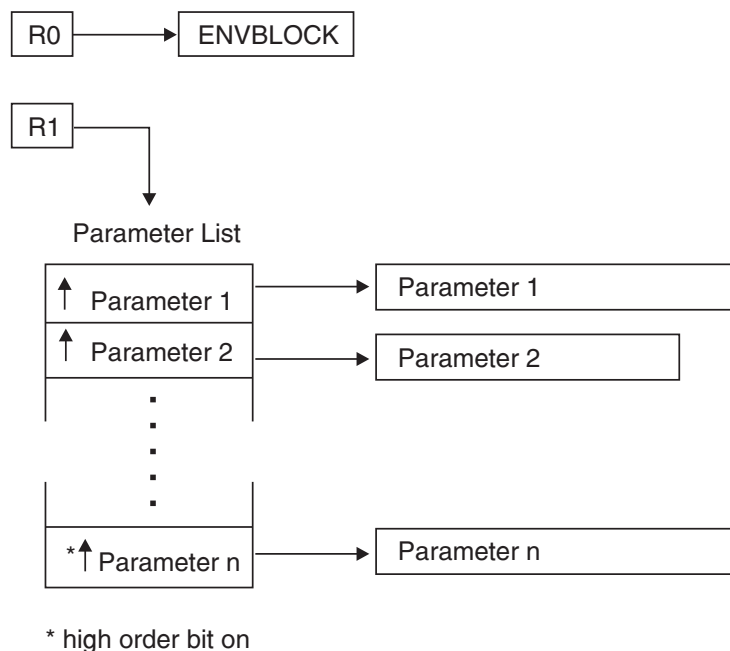 R0 ENVBLOCK
R1
Parameter List
↑ Parameter 1 Parameter 1
↑ Parameter 2 Parameter 2
*↑ Parameter n Parameter n
* high order bit on